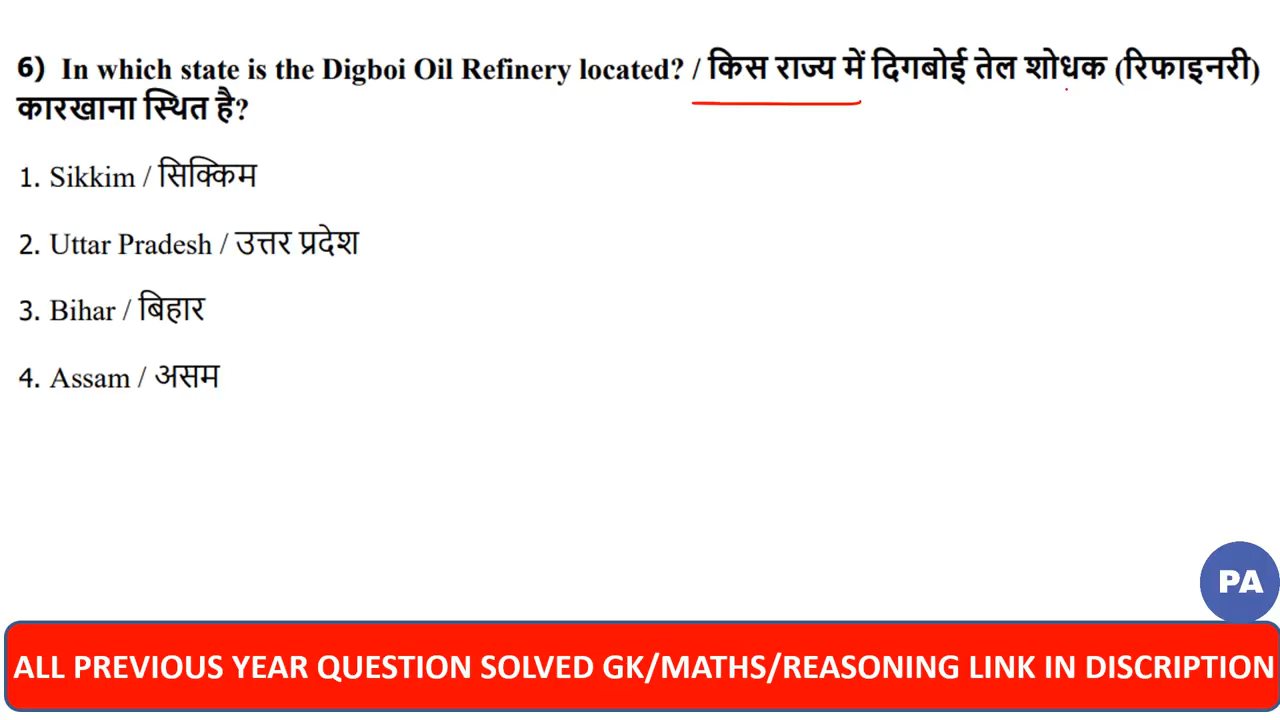 6) In which state is the Digboi Oil Refinery located? / किस राज्य में दिगबोई तेल शोधक (रिफाइनरी)
कारखाना स्थित है?
1. Sikkim / सिक्किम
2. Uttar Pradesh / उत्तर प्रदेश
3. Bihar / बिहार
4. Assam / असम
PA
ALL PREVIOUS YEAR QUESTION SOLVED GK/MATHS/REASONING LINK IN DISCRIPTION